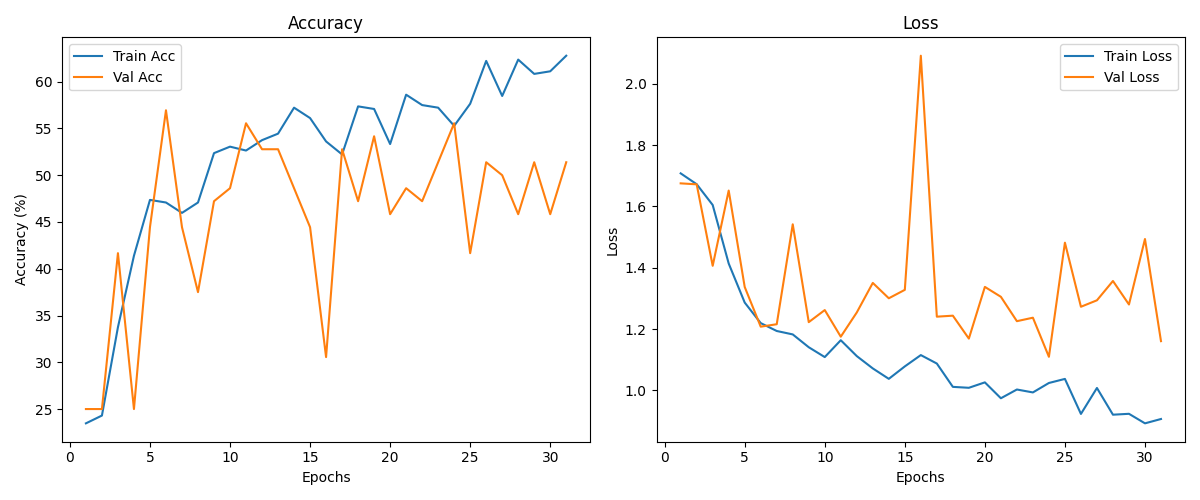 Accuracy
Train Acc
Val Acc
Accuracy (%)
60
55
50
45
40
35
30
25
0 5 10 15 20 25 30
Epochs
Loss
Train Loss
Val Loss
Loss
2.0
1.8
1.6
1.4
1.2
1.0
0 5 10 15 20 25 30
Epochs